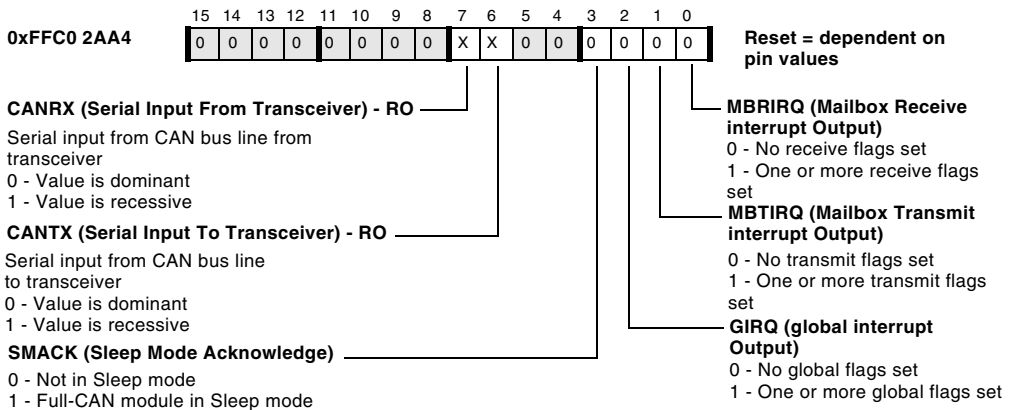 15 14 13 12 11 10 9 8 7 6 5 4 3 2 1 0
0xFFC0 2AA4
0 0 0 0 0 0 0 0 X X 0 0 0 0 0 0
Reset = dependent on
pin values
CANRX (Serial Input From Transceiver) - RO
Serial input from CAN bus line from
transceiver
0 - Value is dominant
1 - Value is recessive
CANTX (Serial Input To Transceiver) - RO
Serial input from CAN bus line
to transceiver
0 - Value is dominant
1 - Value is recessive
SMACK (Sleep Mode Acknowledge)
0 - Not in Sleep mode
1 - Full-CAN module in Sleep mode
MBRIRQ (Mailbox Receive
interrupt Output)
0 - No receive flags set
1 - One or more receive flags
set
MBTIRQ (Mailbox Transmit
interrupt Output)
0 - No transmit flags set
1 - One or more transmit flags
set
GIRQ (global interrupt
Output)
0 - No global flags set
1 - One or more global flags set